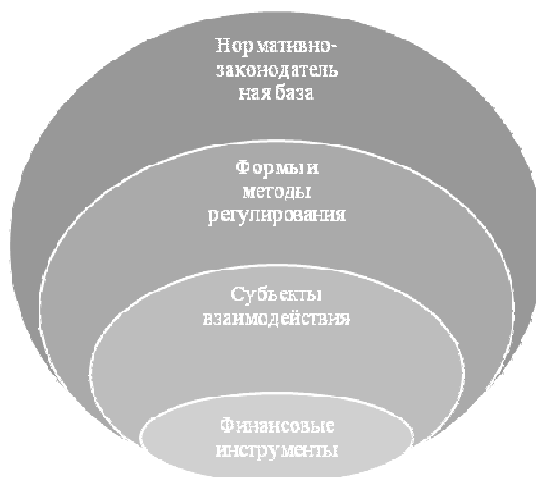 Нормативно-
законодатель
ная база
Формы и
методы
регулирования
Субъекты
взаимодействия
Финансовые
инструменты